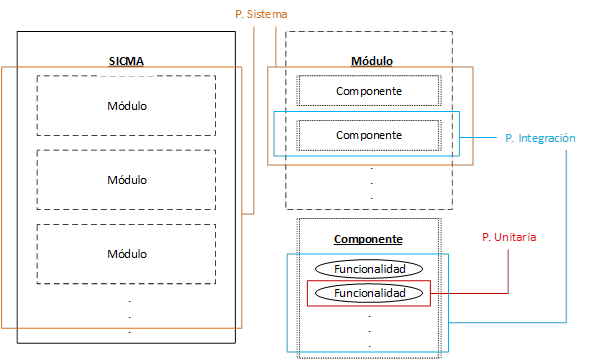 P. Sistema
SICMA
Módulo
Módulo
Módulo
.
.
.
Módulo
Componente
Componente
.
.
.
P. Integración
Componente
Funcionalidad
Funcionalidad
.
.
.
P. Unitaria